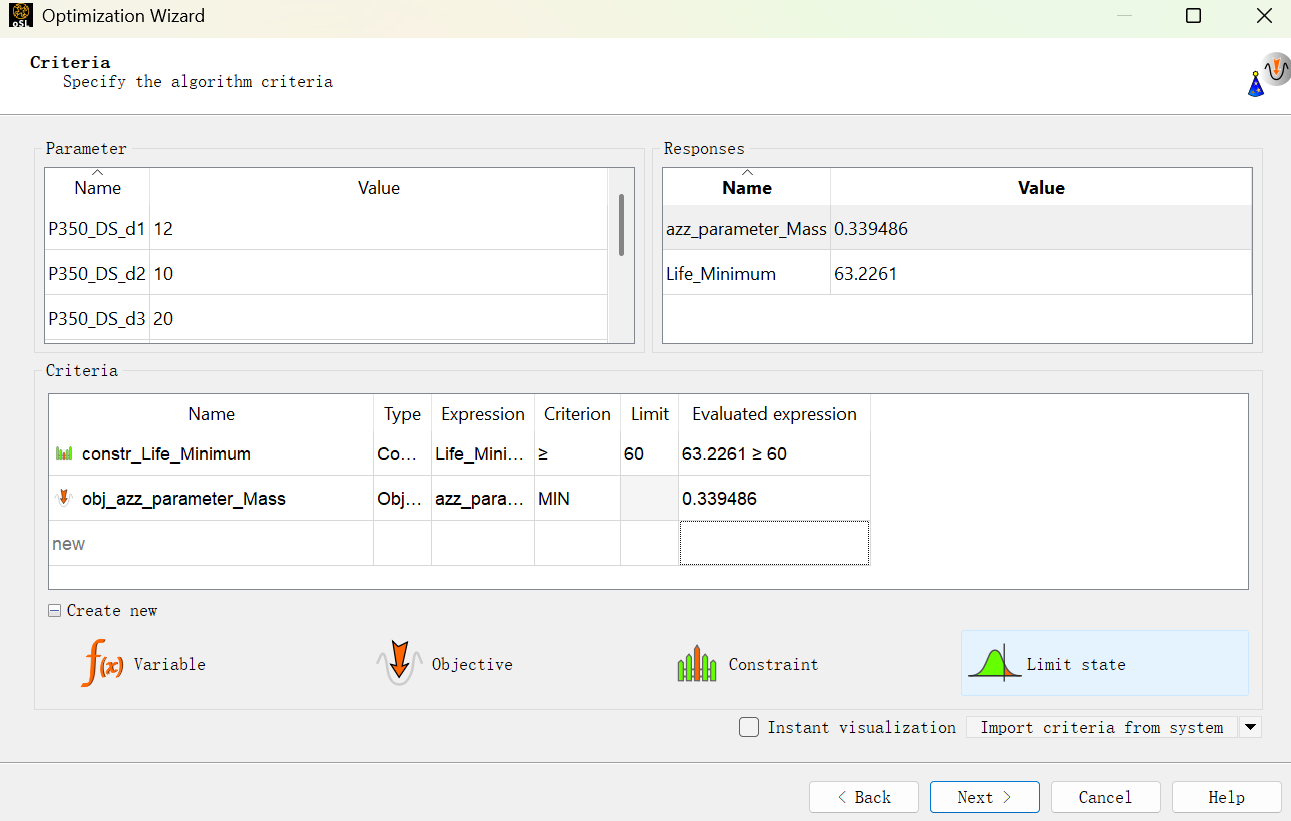 oSL Optimization Wizard
Criteria
Specify the algorithm criteria
Parameter
Name Value
P350_DS_d1 12
P350_DS_d2 10
P350_DS_d3 20
Responses
Name Value
azz_parameter_Mass 0.339486
Life_Minimum 63.2261
Criteria
Name Type Expression Criterion Limit Evaluated expression
constr_Life_Minimum Co... Life_Mini... ≥ 60 63.2261 ≥ 60
obj_azz_parameter_Mass Obj... azz_para... MIN 0.339486
new
Create new
f(x) Variable Objective Constraint Limit state
Instant visualization Import criteria from system
< Back Next > Cancel Help